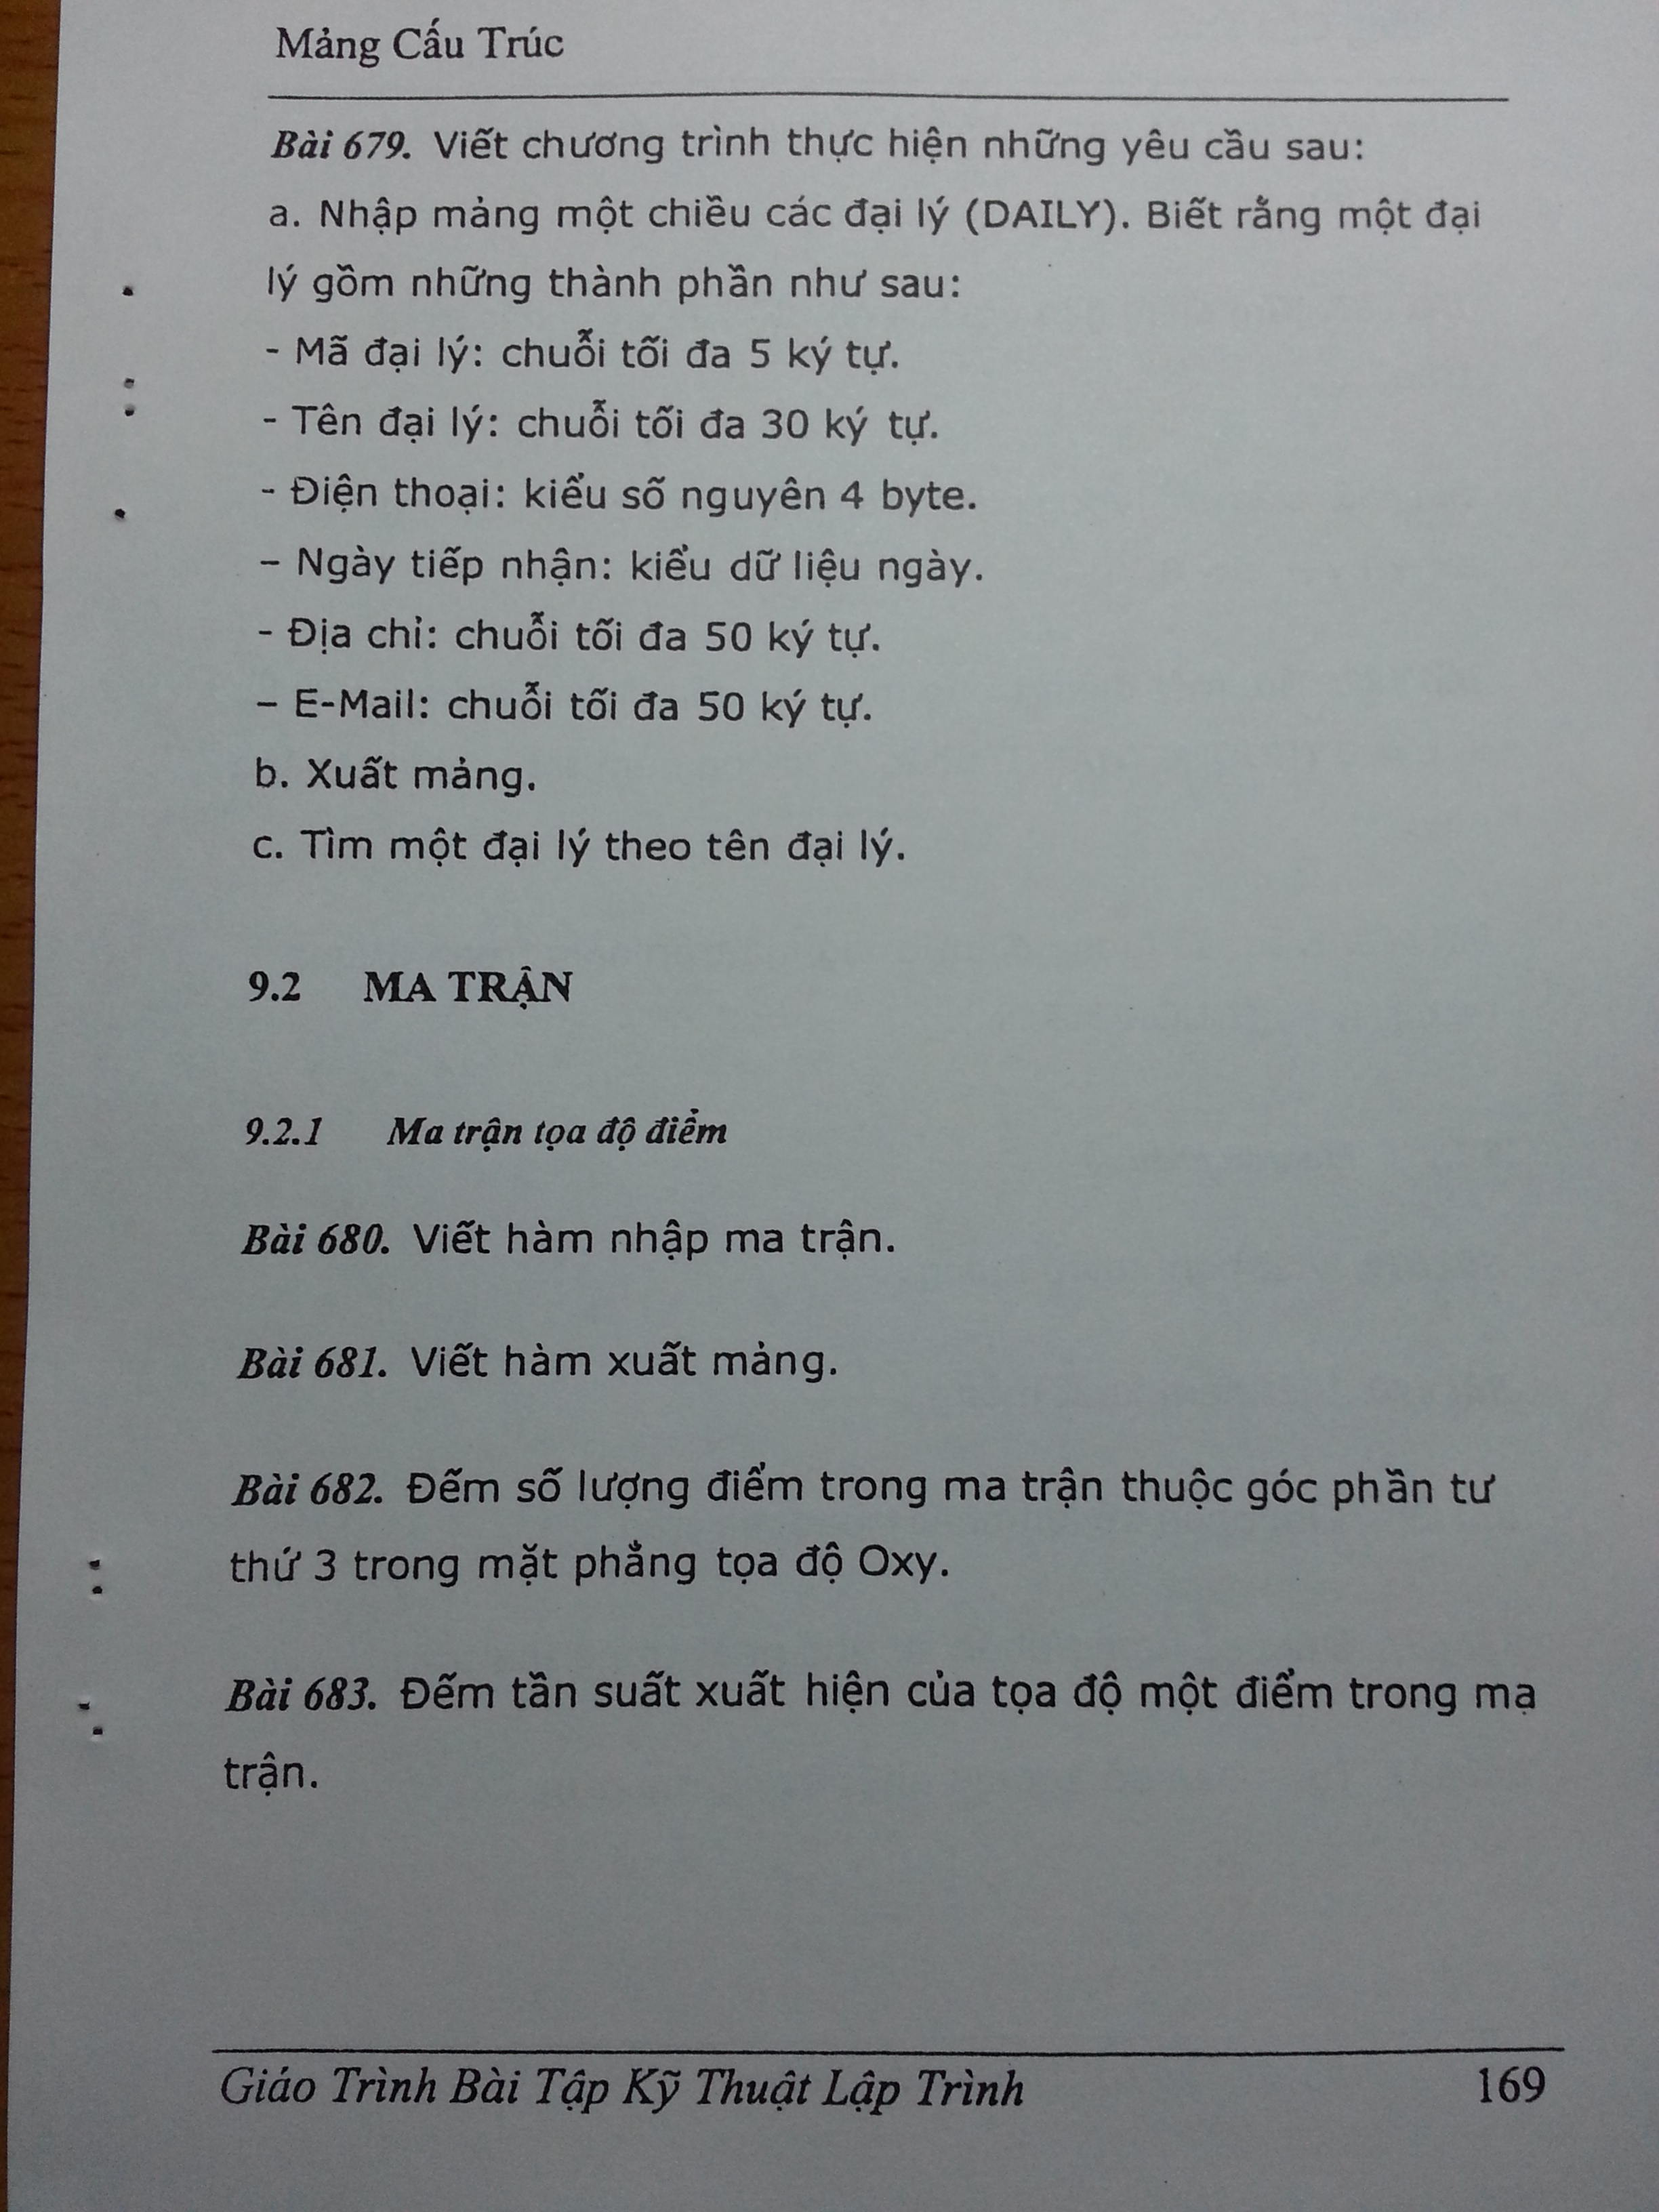 Mảng Cấu Trúc
Bài 679. Viết chương trình thực hiện những yêu cầu sau:
a. Nhập mảng một chiều các đại lý (DAILY). Biết rằng một đại
lý gồm những thành phần như sau:
- Mã đại lý: chuỗi tối đa 5 ký tự.
- Tên đại lý: chuỗi tối đa 30 ký tự.
- Điện thoại: kiểu số nguyên 4 byte.
– Ngày tiếp nhận: kiểu dữ liệu ngày.
- Địa chỉ: chuỗi tối đa 50 ký tự.
– E-Mail: chuỗi tối đa 50 ký tự.
b. Xuất mảng.
c. Tìm một đại lý theo tên đại lý.
9.2 MA TRẬN
9.2.1 Ma trận tọa độ điểm
Bài 680. Viết hàm nhập ma trận.
Bài 681. Viết hàm xuất mảng.
Bài 682. Đếm số lượng điểm trong ma trận thuộc góc phần tư
thứ 3 trong mặt phẳng tọa độ Oxy.
Bài 683. Đếm tần suất xuất hiện của tọa độ một điểm trong ma
trận.
Giáo Trình Bài Tập Kỹ Thuật Lập Trình 169